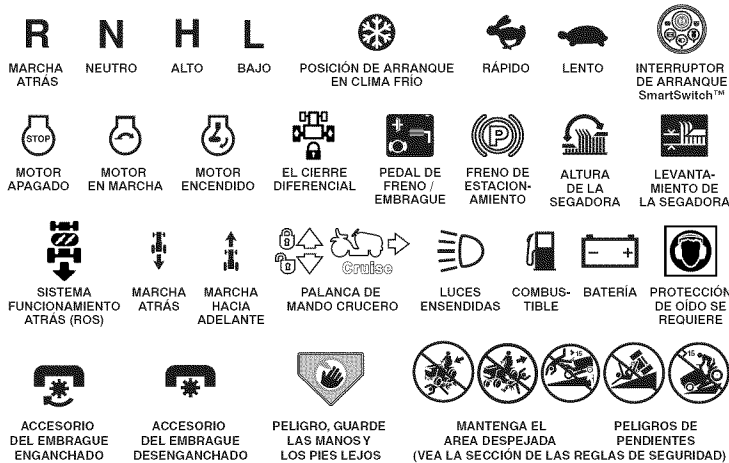 R N H L
MARCHA ATRÁS
NEUTRO
ALTO
BAJO
POSICIÓN DE ARRANQUE
EN CLIMA FRÍO
RÁPIDO
LENTO
INTERRUPTOR
DE ARRANQUE
SmartSwitch™
STOP
MOTOR
APAGADO
MOTOR
EN MARCHA
MOTOR
ENCENDIDO
EL CIERRE
DIFERENCIAL
PEDAL DE
FRENO /
EMBRAGUE
P
FRENO DE
ESTACION-
AMIENTO
ALTURA
DE LA
SEGADORA
LEVANTA-
MIENTO DE
LA SEGADORA
SISTEMA
FUNCIONAMIENTO
ATRÁS (ROS)
MARCHA
ATRÁS
MARCHA
HACIA
ADELANTE
Cruise
PALANCA DE
MANDO CRUCERO
LUCES
ENSENDIDAS
COMBUS-
TIBLE
BATERÍA
PROTECCIÓN
DE OÍDO SE
REQUIERE
ACCESORIO
DEL EMBRAGUE
ENGANCHADO
ACCESORIO
DEL EMBRAGUE
DESENGANCHADO
PELIGRO, GUARDE
LAS MANOS Y
LOS PIES LEJOS
15
15
MANTENGA EL
AREA DESPEJADA
PELIGROS DE
PENDIENTES
(VEA LA SECCIÓN DE LAS REGLAS DE SEGURIDAD)